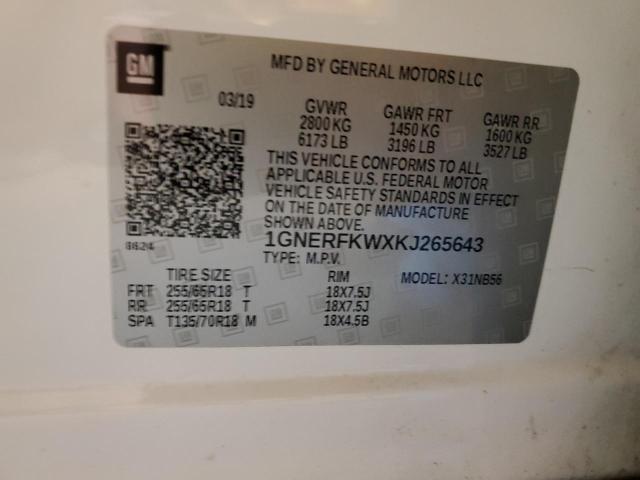 GM
MFD BY GENERAL MOTORS LLC
03/19
GVWR GAWR FRT GAWR RR
2800 KG 1450 KG 1600 KG
6173 LB 3196 LB 3527 LB
THIS VEHICLE CONFORMS TO ALL
APPLICABLE U.S. FEDERAL MOTOR
VEHICLE SAFETY STANDARDS IN EFFECT
ON THE DATE OF MANUFACTURE
SHOWN ABOVE.
8624
1GNERFKWXKJ265643
TYPE: M.P.V.
TIRE SIZE RIM MODEL: X31NB56
FRT 255/65R18 T 18X7.5J
RR 255/65R18 T 18X7.5J
SPA T135/70R18 M 18X4.5B